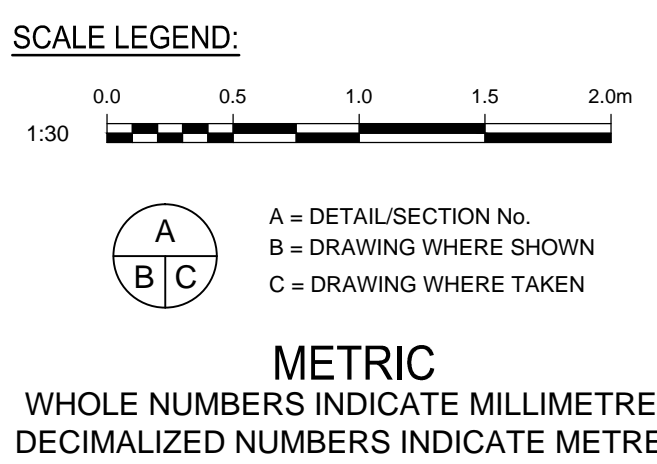 SCALE LEGEND:
0.0 0.5 1.0 1.5 2.0m
1:30
A
B C
A = DETAIL/SECTION No.
B = DRAWING WHERE SHOWN
C = DRAWING WHERE TAKEN
METRIC
WHOLE NUMBERS INDICATE MILLIMETRE
DECIMALIZED NUMBERS INDICATE METRE